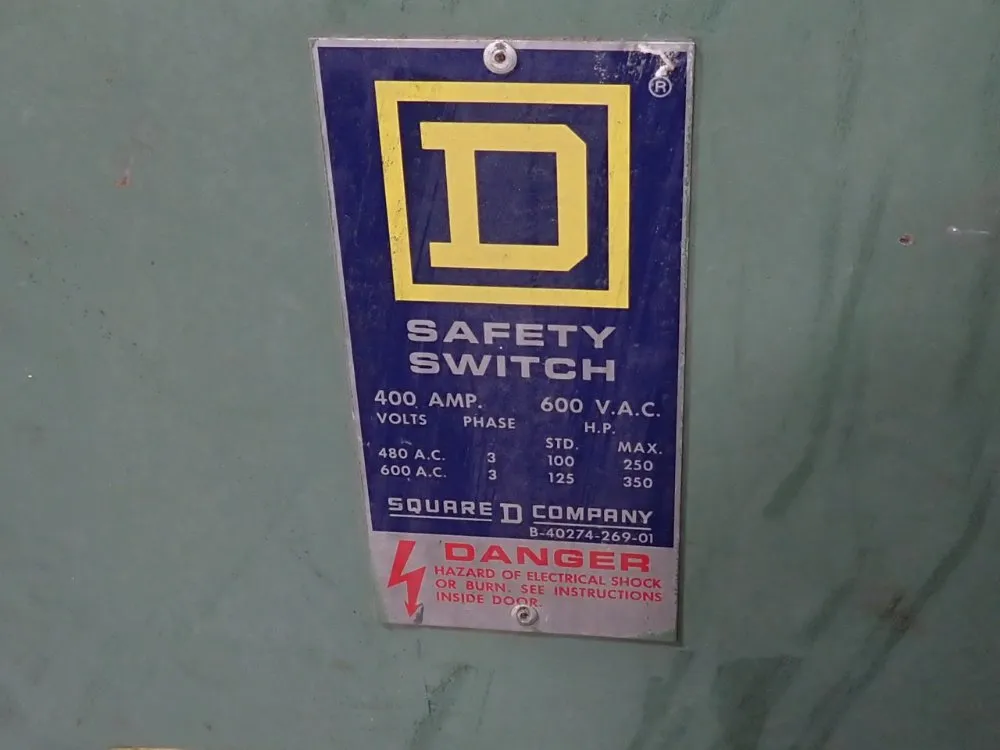 D
®
SAFETY
SWITCH
400 AMP. 600 V.A.C.
VOLTS PHASE H.P.
STD. MAX.
480 A.C. 3 100 250
600 A.C. 3 125 350
SQUARE D COMPANY
B-40274-269-01
DANGER
HAZARD OF ELECTRICAL SHOCK
OR BURN. SEE INSTRUCTIONS
INSIDE DOOR.